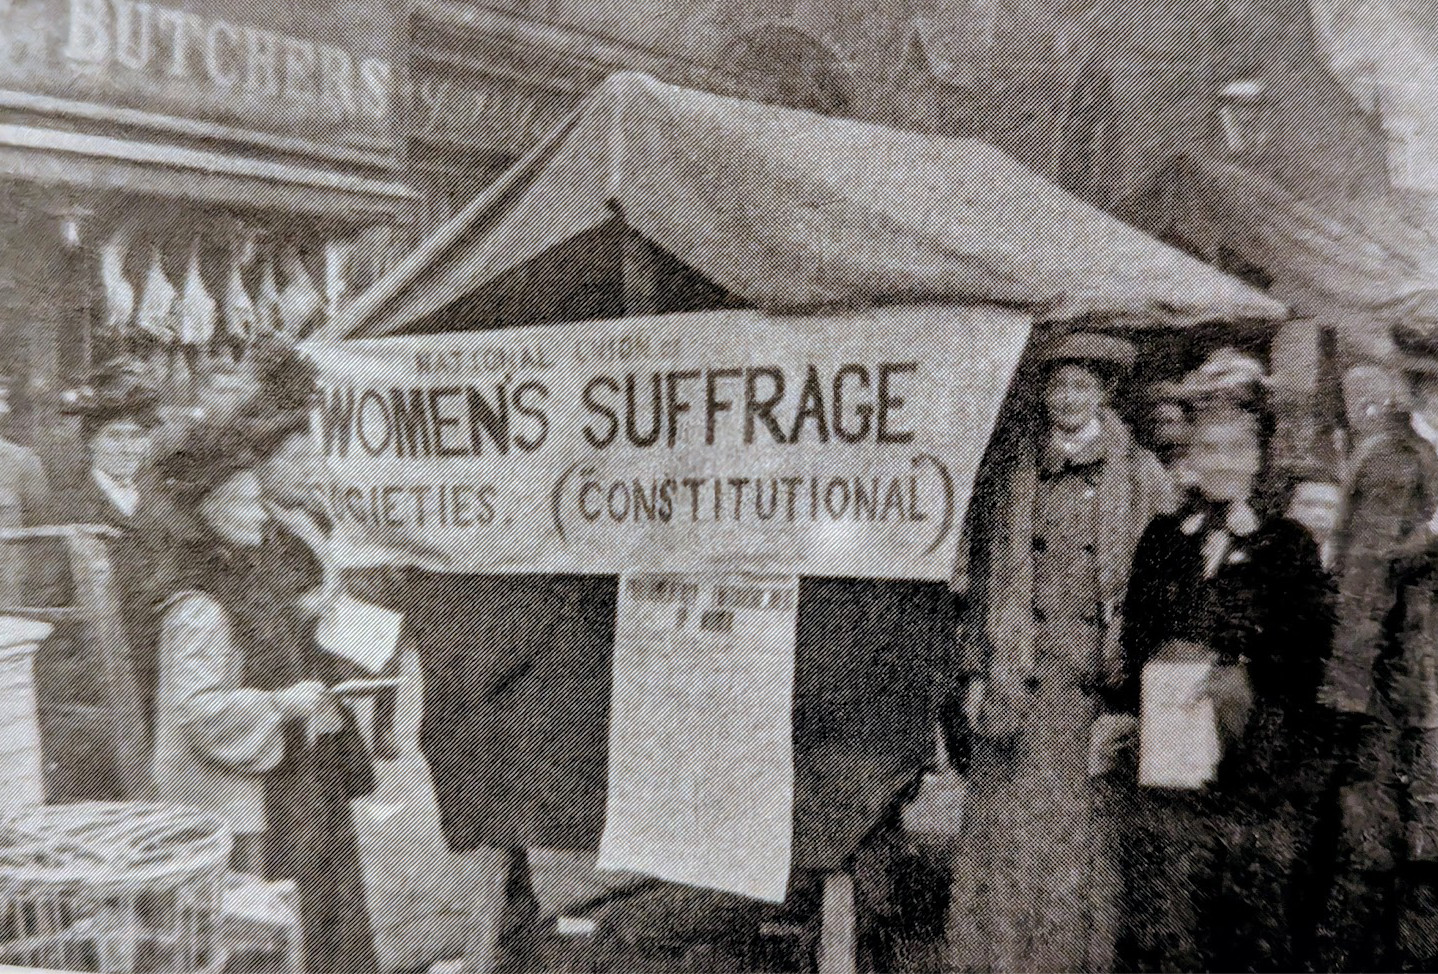 BUTCHERS
NATIONAL UNION OF
WOMEN'S SUFFRAGE
SOCIETIES. (CONSTITUTIONAL)